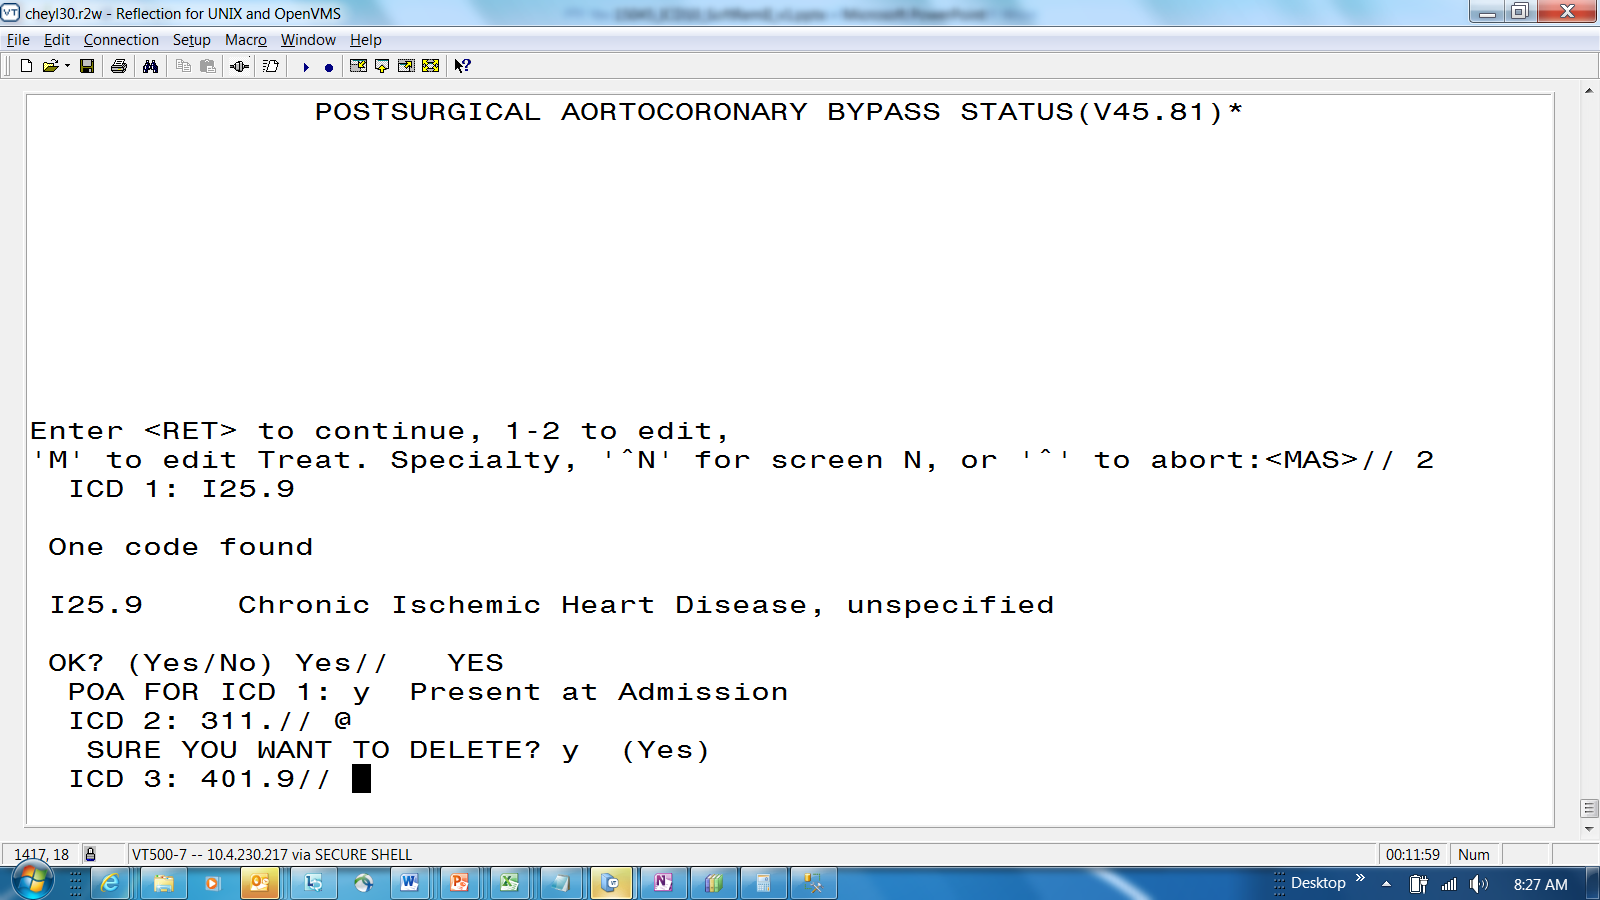 cheyl30.r2w - Reflection for UNIX and OpenVMS
File Edit Connection Setup Macro Window Help
POSTSURGICAL AORTOCORONARY BYPASS STATUS(V45.81)*
Enter <RET> to continue, 1-2 to edit,
'M' to edit Treat. Specialty, '^N' for screen N, or '^' to abort:<MAS>// 2
ICD 1: I25.9
One code found
I25.9 Chronic Ischemic Heart Disease, unspecified
OK? (Yes/No) Yes// YES
POA FOR ICD 1: y Present at Admission
ICD 2: 311.// @
SURE YOU WANT TO DELETE? y (Yes)
ICD 3: 401.9//
1417, 18 VT500-7 -- 10.4.230.217 via SECURE SHELL 00:11:59 Num
Desktop 8:27 AM